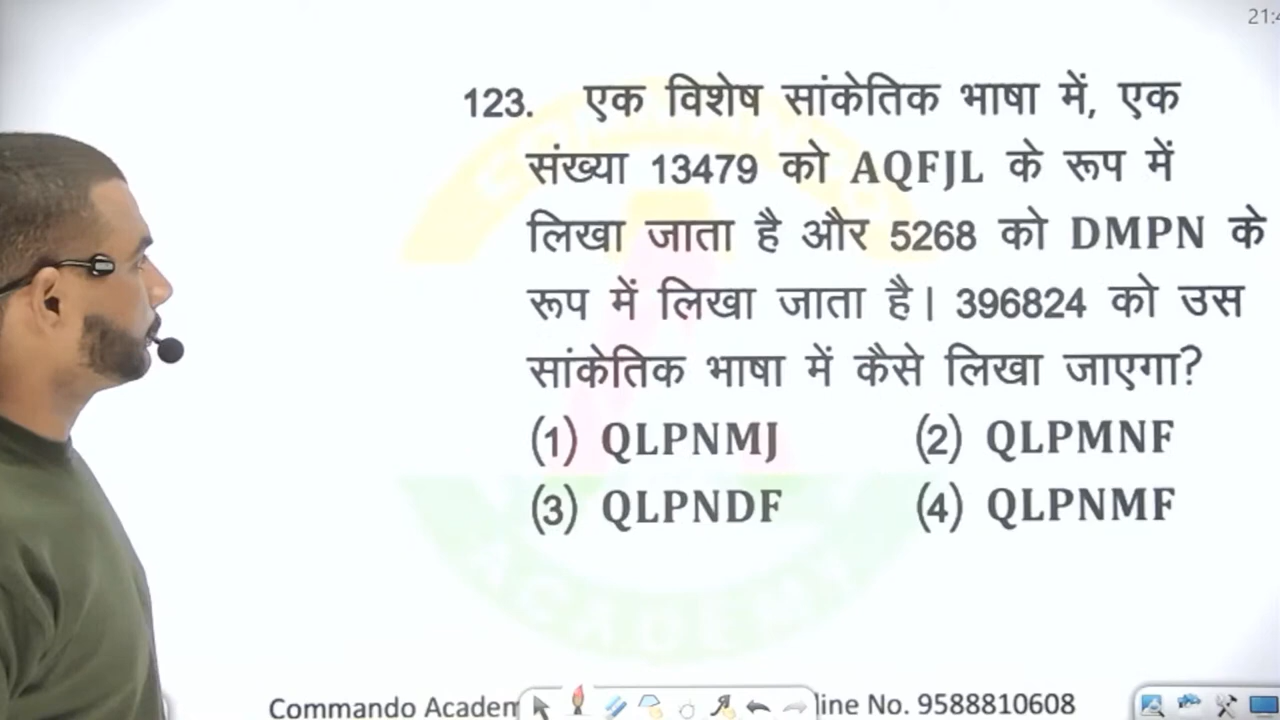 21:4
123. एक विशेष सांकेतिक भाषा में, एक
संख्या 13479 को AQFJL के रूप में
लिखा जाता है और 5268 को DMPN के
रूप में लिखा जाता है। 396824 को उस
सांकेतिक भाषा में कैसे लिखा जाएगा?
(1) QLPNMJ (2) QLPMNF
(3) QLPNDF (4) QLPNMF
ACADEMY
Commando Academ line No. 9588810608